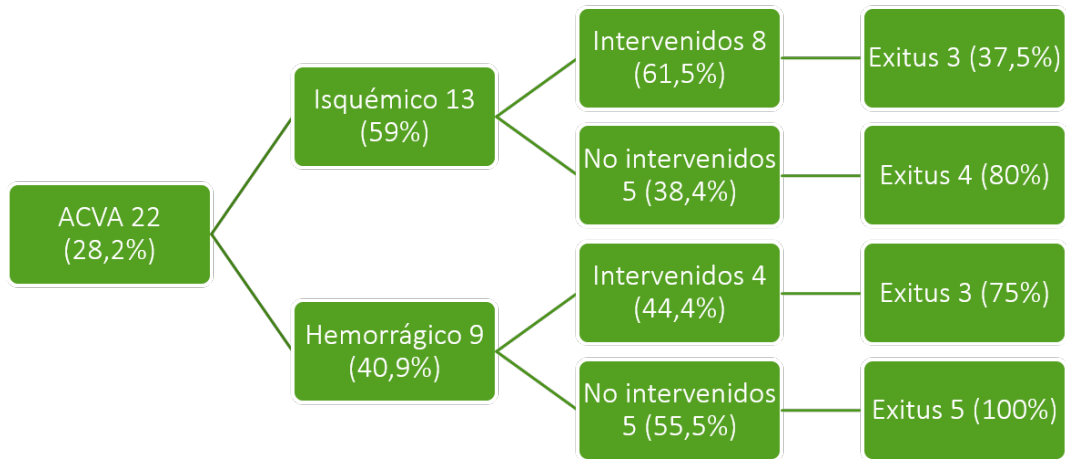 ACVA 22
(28,2%)
Isquémico 13
(59%)
Hemorrágico 9
(40,9%)
Intervenidos 8
(61,5%)
No intervenidos
5 (38,4%)
Intervenidos 4
(44,4%)
No intervenidos
5 (55,5%)
Exitus 3 (37,5%)
Exitus 4 (80%)
Exitus 3 (75%)
Exitus 5 (100%)